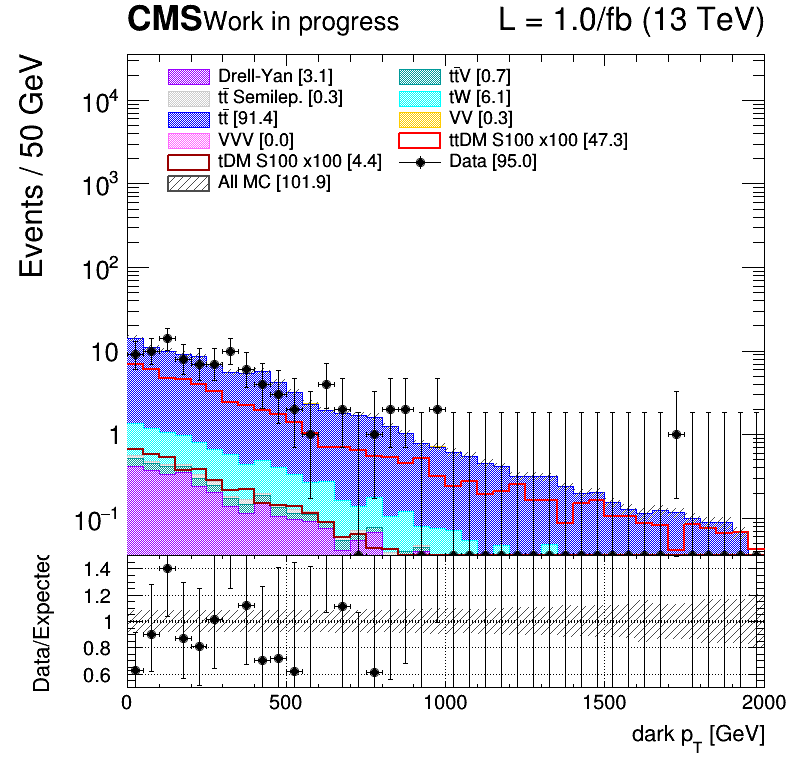 CMS Work in progress L = 1.0/fb (13 TeV)
Events / 50 GeV
Drell-Yan [3.1] tt̄V [0.7]
tt̄ Semilep. [0.3] tW [6.1]
tt̄ [91.4] VV [0.3]
VVV [0.0] ttDM S100 x100 [47.3]
tDM S100 x100 [4.4] Data [95.0]
All MC [101.9]
10⁴
10³
10²
10
1
10⁻¹
Data/Expected
1.4
1.2
1
0.8
0.6
0 500 1000 1500 2000
dark p_T [GeV]